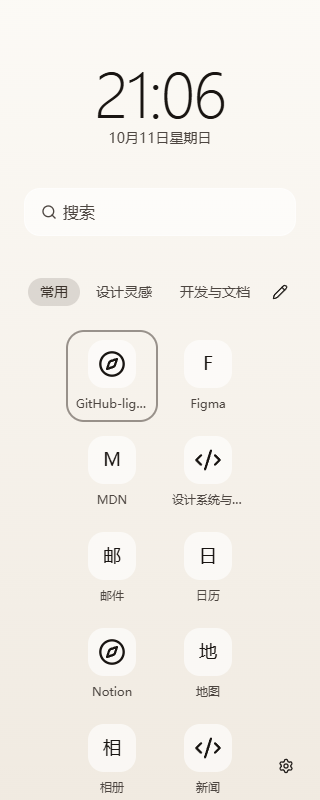 21:06
10月11日星期日
搜索
常用
设计灵感
开发与文档
GitHub-lig...
F
Figma
M
MDN
设计系统与...
邮
邮件
日
日历
Notion
地
地图
相
相册
新闻